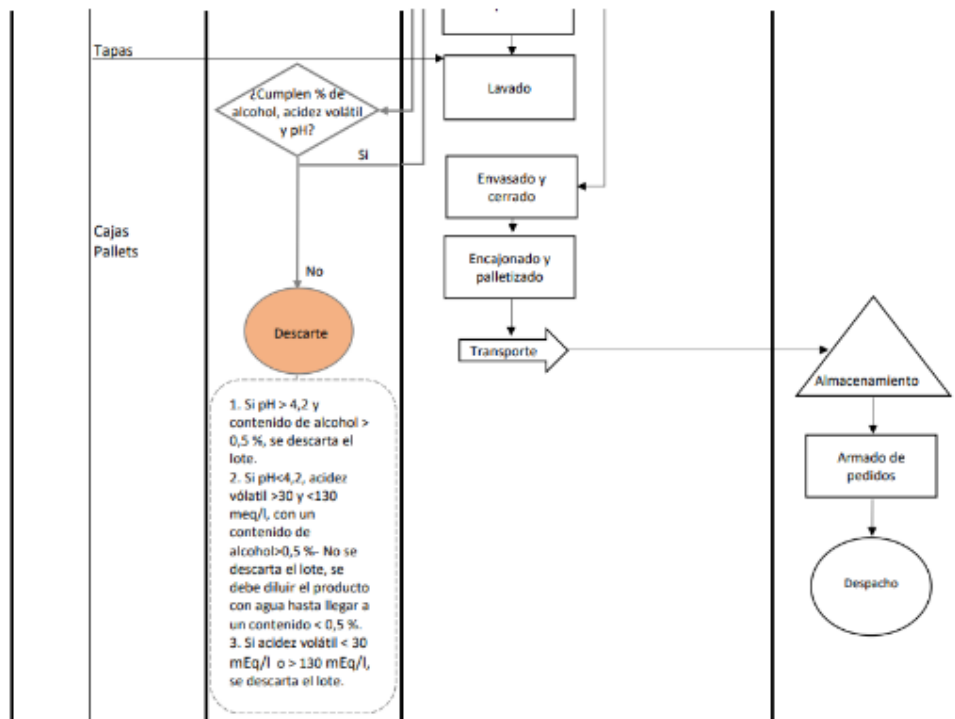 Tapas
¿Cumplen % de
alcohol, acidez volátil
y pH?
Si
No
Cajas
Pallets
Descarte
1. Si pH > 4,2 y
contenido de alcohol >
0,5 %, se descarta el
lote.
2. Si pH<4,2, acidez
vólatil >30 y <130
meq/l, con un
contenido de
alcohol>0,5 %- No se
descarta el lote, se
debe diluir el producto
con agua hasta llegar a
un contenido < 0,5 %.
3. Si acidez volátil < 30
mEq/l o > 130 mEq/l,
se descarta el lote.
Lavado
Envasado y
cerrado
Encajonado y
palletizado
Transporte
Almacenamiento
Armado de
pedidos
Despacho